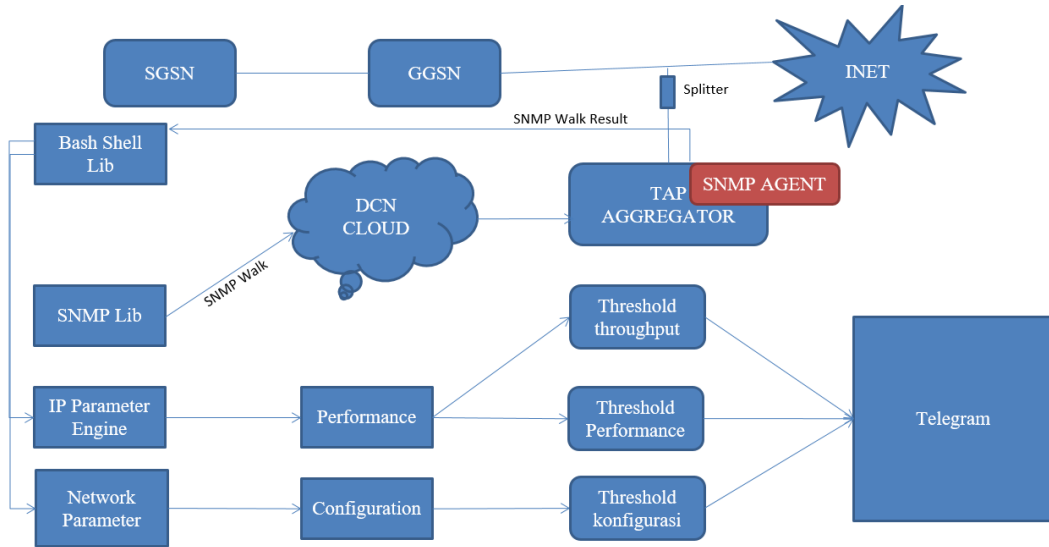 SGSN
GGSN
INET
Splitter
SNMP Walk Result
Bash Shell
Lib
DCN
CLOUD
TAP
AGGREGATOR
SNMP AGENT
SNMP Walk
SNMP Lib
Threshold
throughput
IP Parameter
Engine
Performance
Threshold
Performance
Telegram
Network
Parameter
Configuration
Threshold
konfigurasi